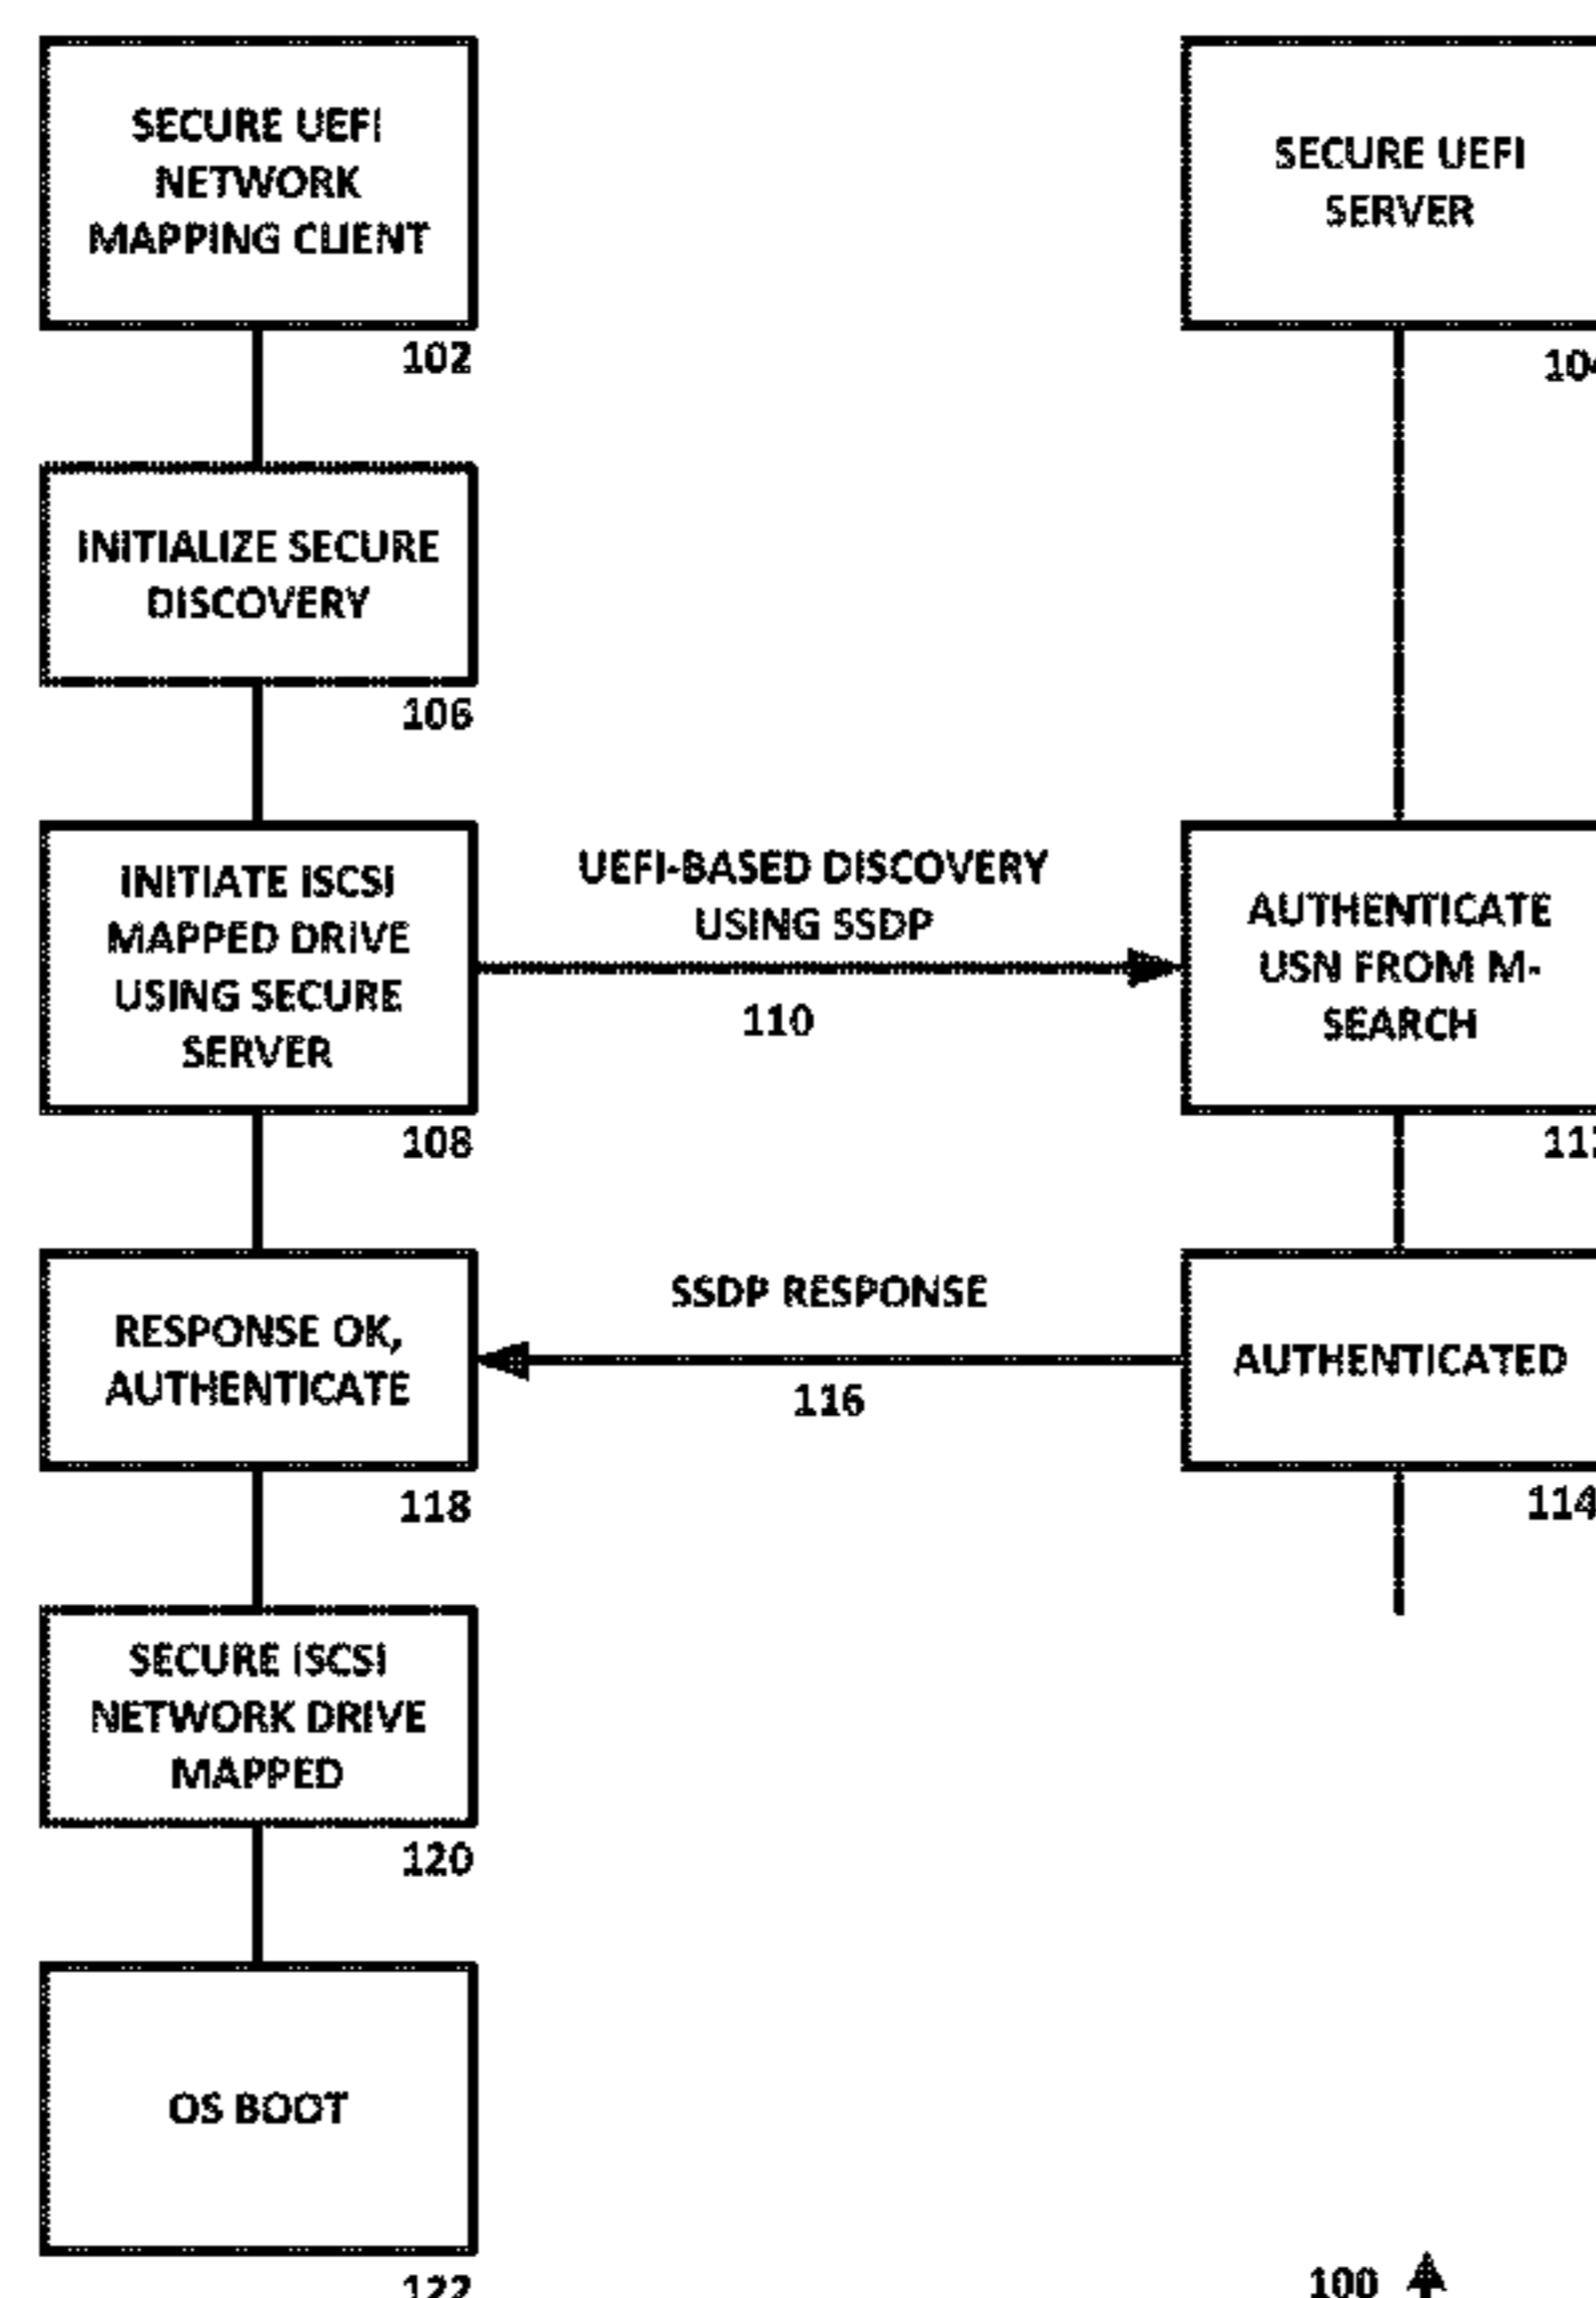 SECURE UEFI
NETWORK
MAPPING CLIENT
102
SECURE UEFI
SERVER
INITIALIZE SECURE
DISCOVERY
106
INITIATE ISCSI
MAPPED DRIVE
USING SECURE
SERVER
108
UEFI-BASED DISCOVERY
USING SSDP
110
AUTHENTICATE
USN FROM M-
SEARCH
RESPONSE OK,
AUTHENTICATE
118
SSDP RESPONSE
116
AUTHENTICATED
114
SECURE ISCSI
NETWORK DRIVE
MAPPED
120
OS BOOT
122
100